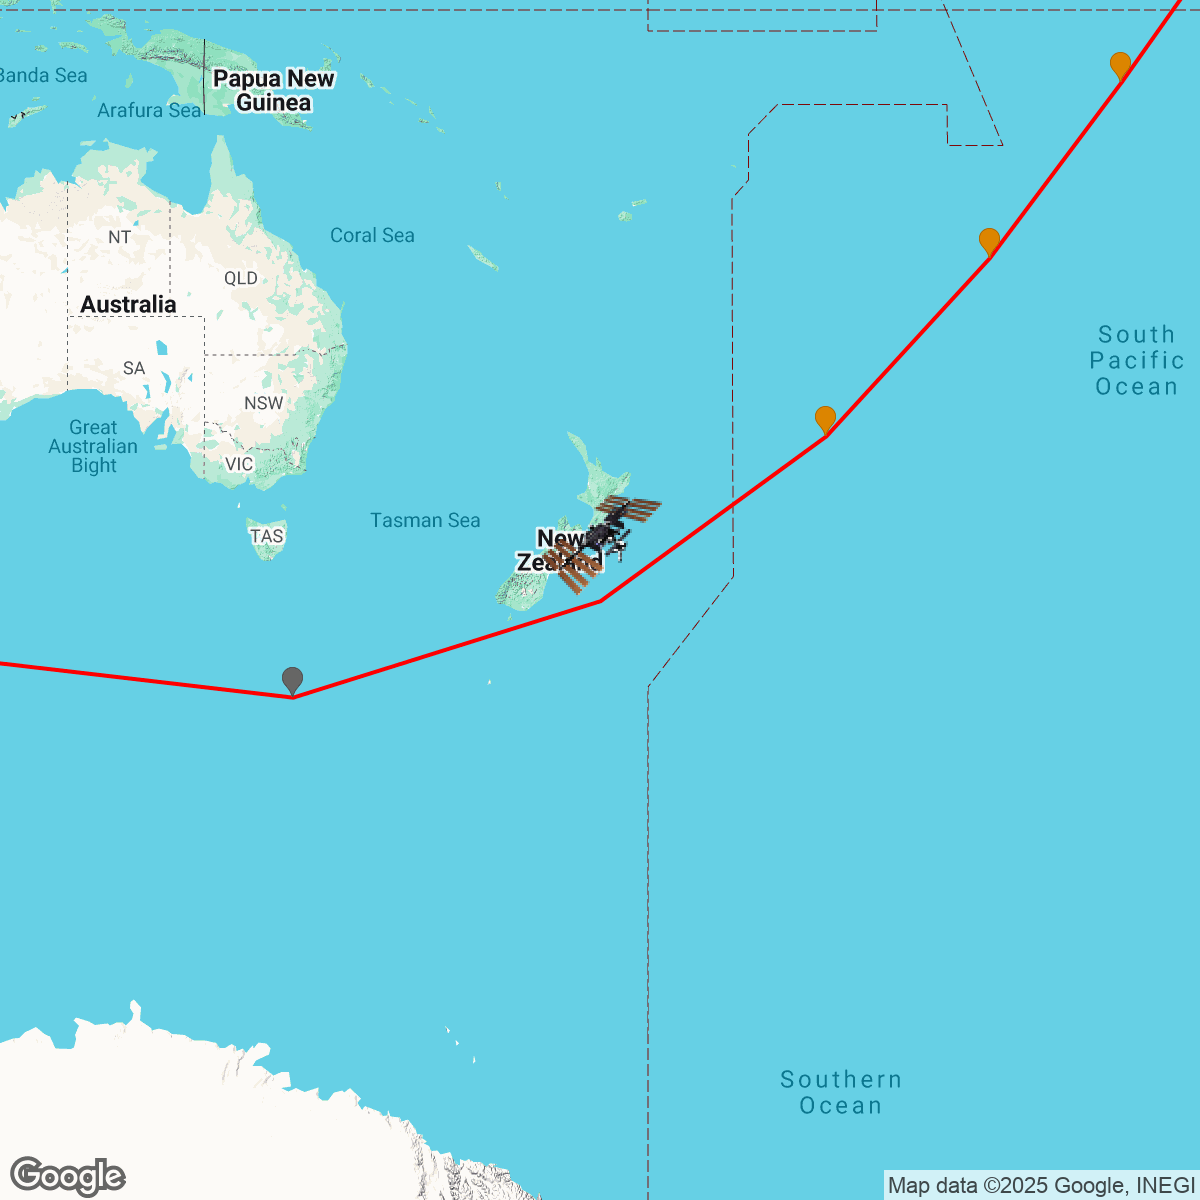 Banda Sea
Papua New
Guinea
Arafura Sea
NT
Coral Sea
QLD
Australia
SA
South
Pacific
Ocean
NSW
Great
Australian
Bight
VIC
Tasman Sea
TAS
New
Zealand
Southern
Ocean
Google
Map data ©2025 Google, INEGI